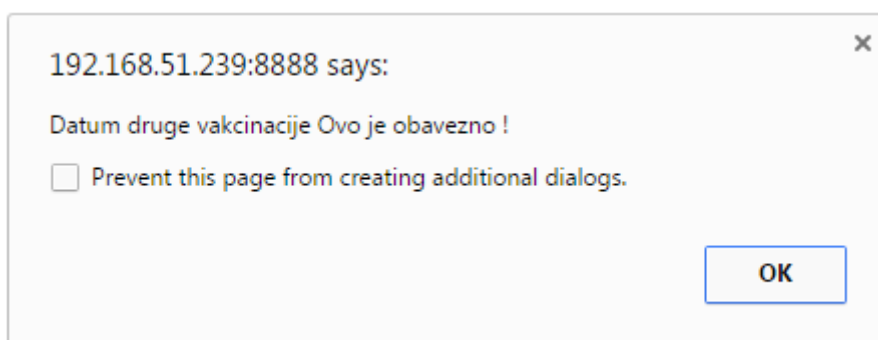 192.168.51.239:8888 says:
Datum druge vakcinacije Ovo je obavezno !
Prevent this page from creating additional dialogs.
OK